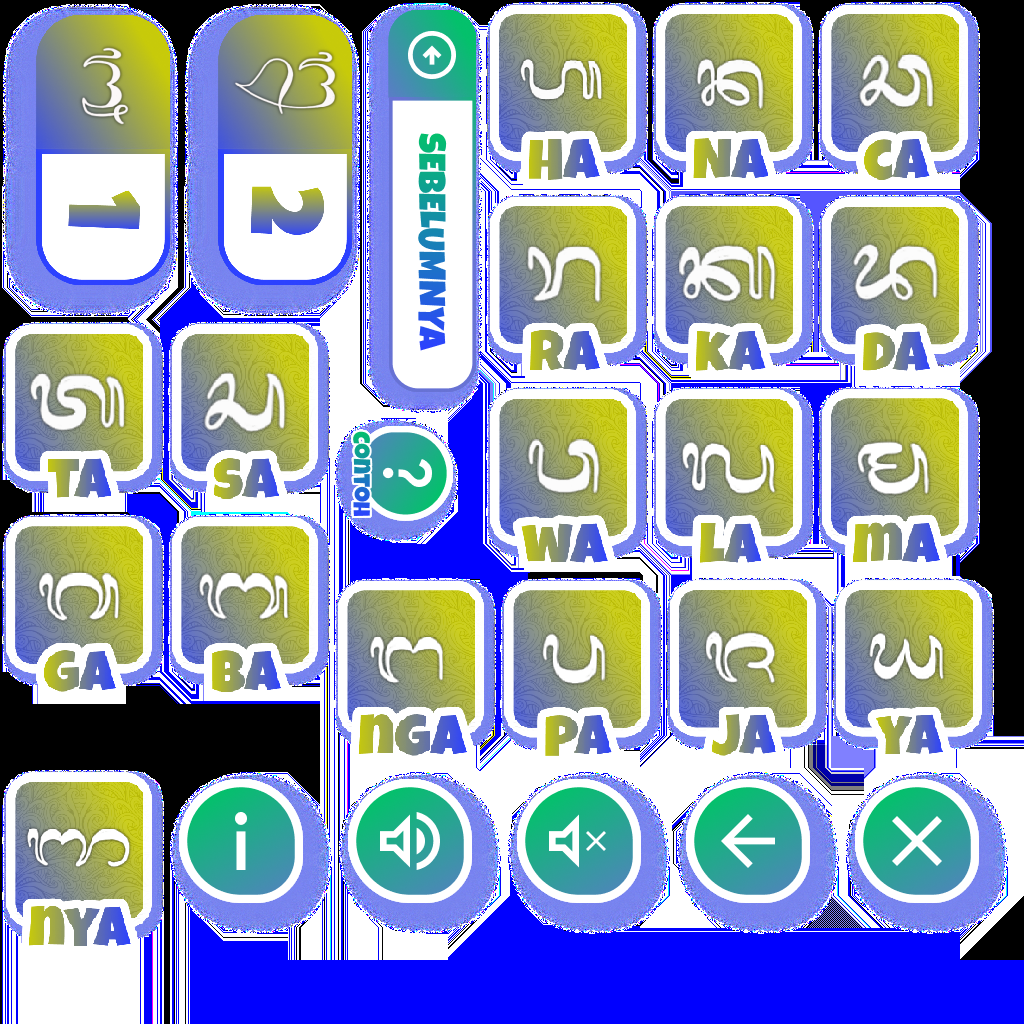 1
2
SEBELUMNYA
ᬳ
HA
ᬦ
NA
ᬘ
CA
ᬭ
RA
ᬓ
KA
ᬤ
DA
ᬢ
TA
ᬲ
SA
?
CONTOH
ᬯ
WA
ᬮ
LA
ᬫ
MA
ᬕ
GA
ᬩ
BA
ᬗ
NGA
ᬧ
PA
ᬚ
JA
ᬬ
YA
ᬜ
NYA
i